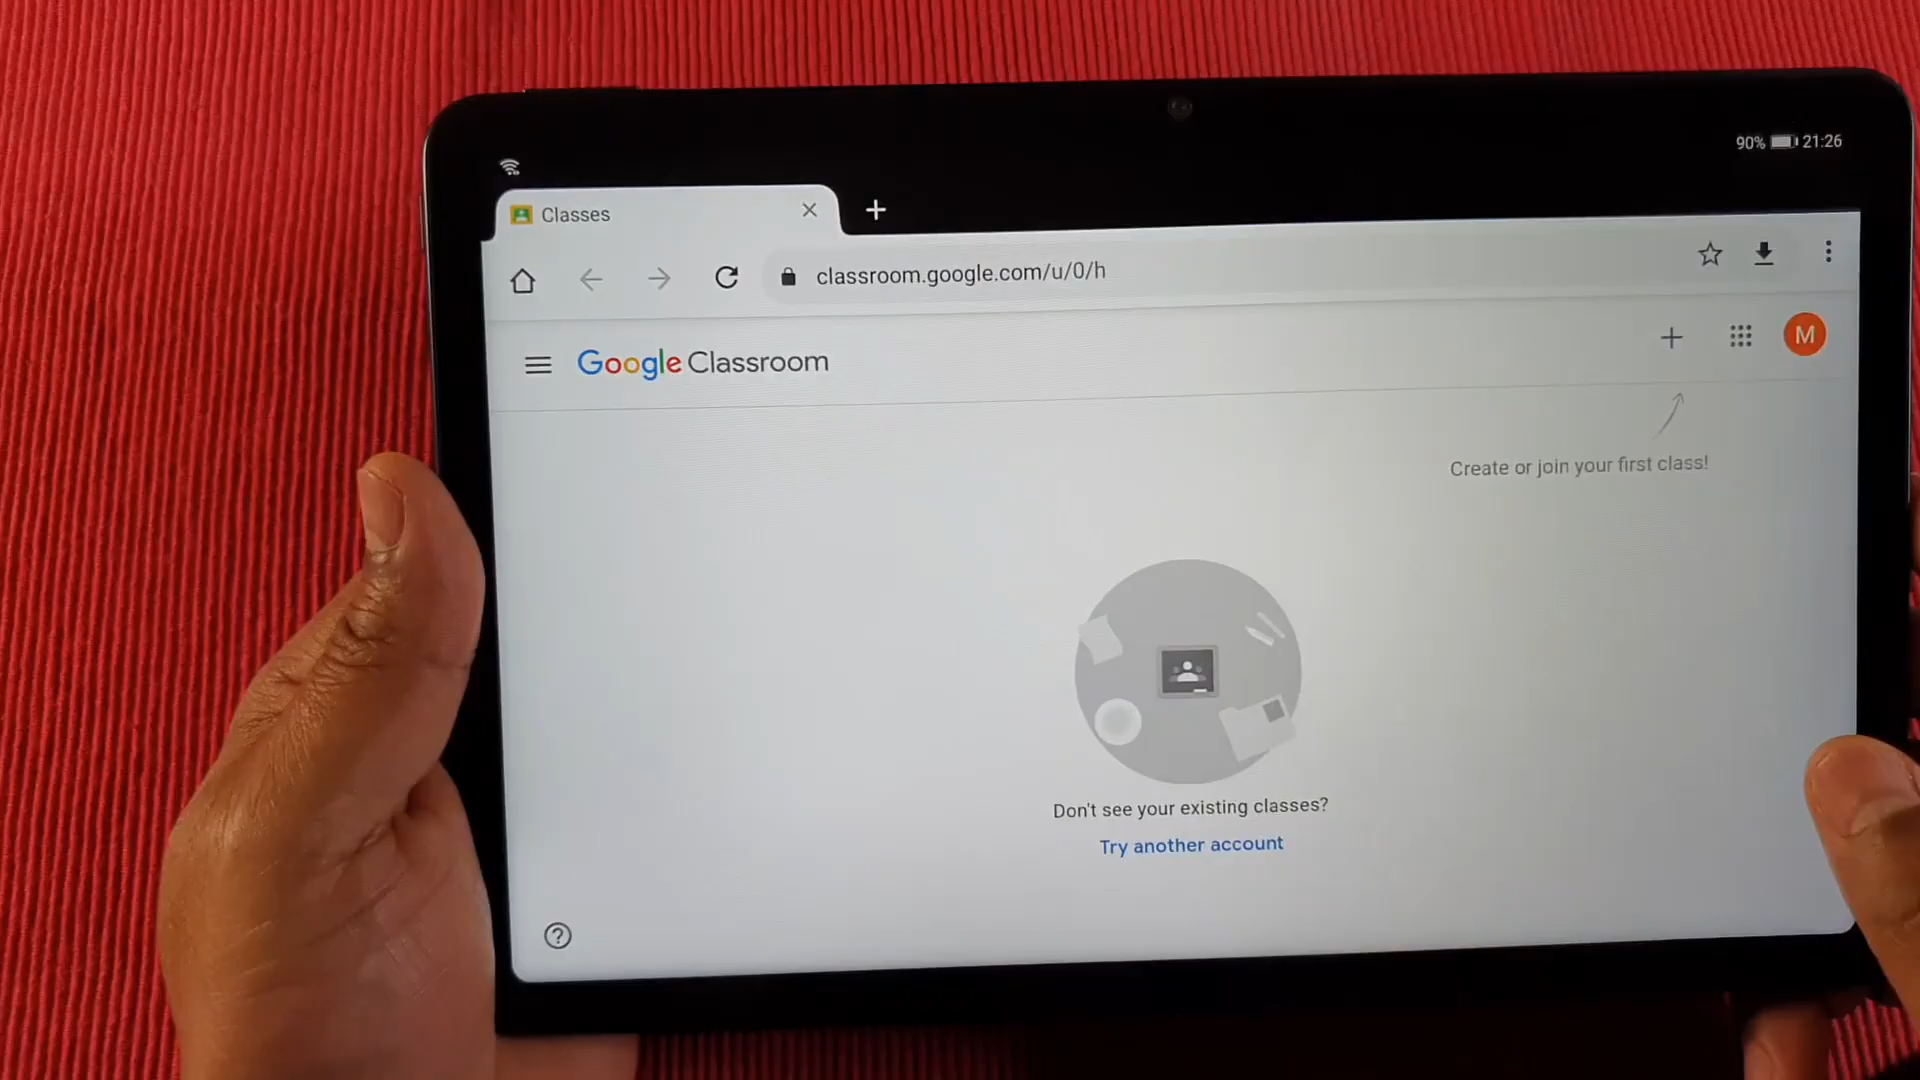 90% 21:26
Classes
classroom.google.com/u/0/h
Google Classroom
M
Create or join your first class!
Don't see your existing classes?
Try another account